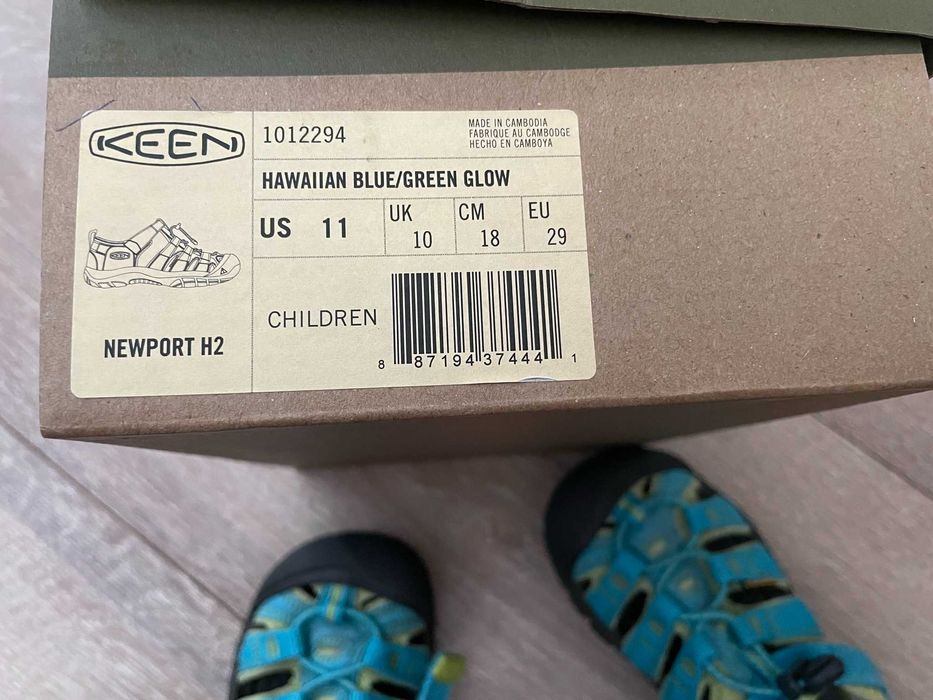 KEEN
1012294
MADE IN CAMBODIA
FABRIQUE AU CAMBODGE
HECHO EN CAMBOYA
HAWAIIAN BLUE/GREEN GLOW
US 11
UK 10
CM 18
EU 29
KEEN
NEWPORT H2
CHILDREN
8 87194 37444 1